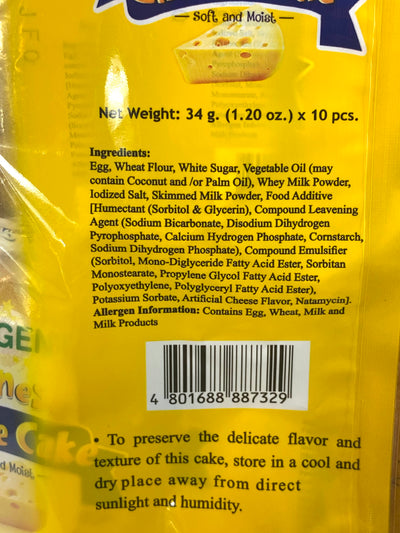 — Soft and Moist —
Net Weight: 34 g. (1.20 oz.) x 10 pcs.
Ingredients:
Egg, Wheat Flour, White Sugar, Vegetable Oil (may
contain Coconut and /or Palm Oil), Whey Milk Powder,
Iodized Salt, Skimmed Milk Powder, Food Additive
[Humectant (Sorbitol & Glycerin), Compound Leavening
Agent (Sodium Bicarbonate, Disodium Dihydrogen
Pyrophosphate, Calcium Hydrogen Phosphate, Cornstarch,
Sodium Dihydrogen Phosphate), Compound Emulsifier
(Sorbitol, Mono-Diglyceride Fatty Acid Ester, Sorbitan
Monostearate, Propylene Glycol Fatty Acid Ester,
Polyoxyethylene, Polyglyceryl Fatty Acid Ester),
Potassium Sorbate, Artificial Cheese Flavor, Natamycin].
Allergen Information: Contains Egg, Wheat, Milk and
Milk Products
4 801688 887329
• To preserve the delicate flavor and
texture of this cake, store in a cool and
dry place away from direct
sunlight and humidity.
Cake
d Moist –